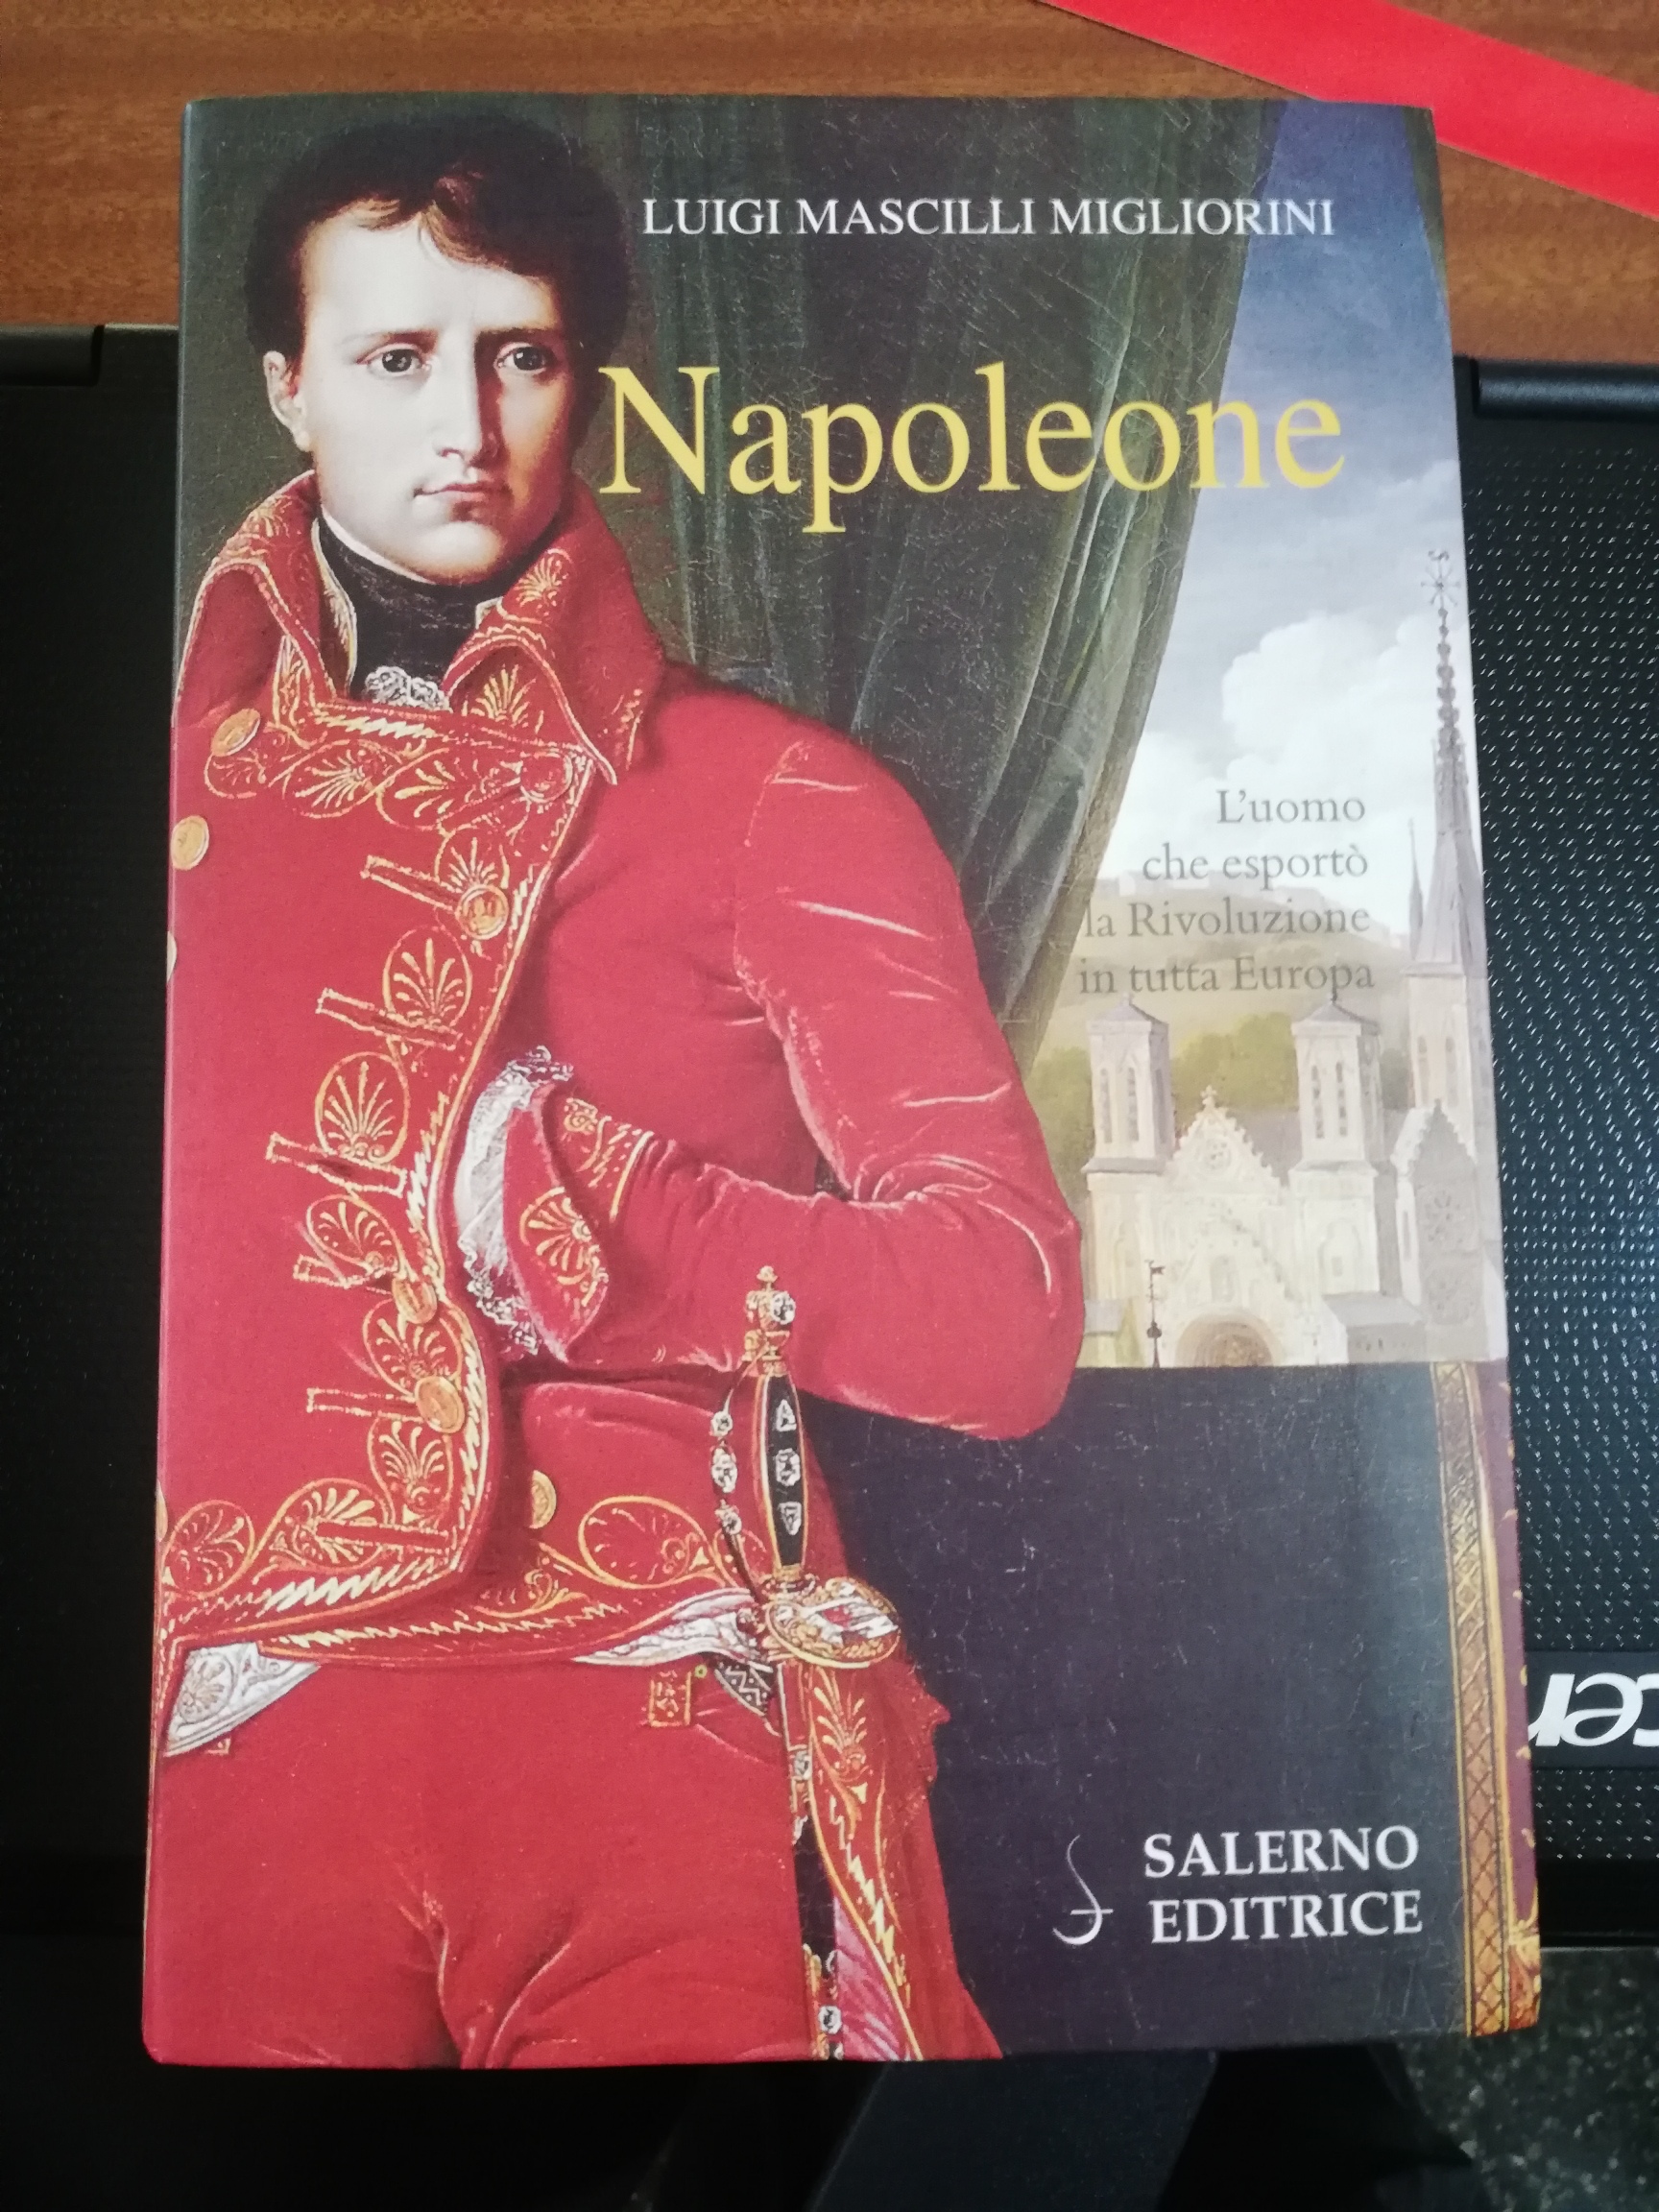 LUIGI MASCILLI MIGLIORINI
Napoleone
L'uomo
che esportò
la Rivoluzione
in tutta Europa
SALERNO
EDITRICE